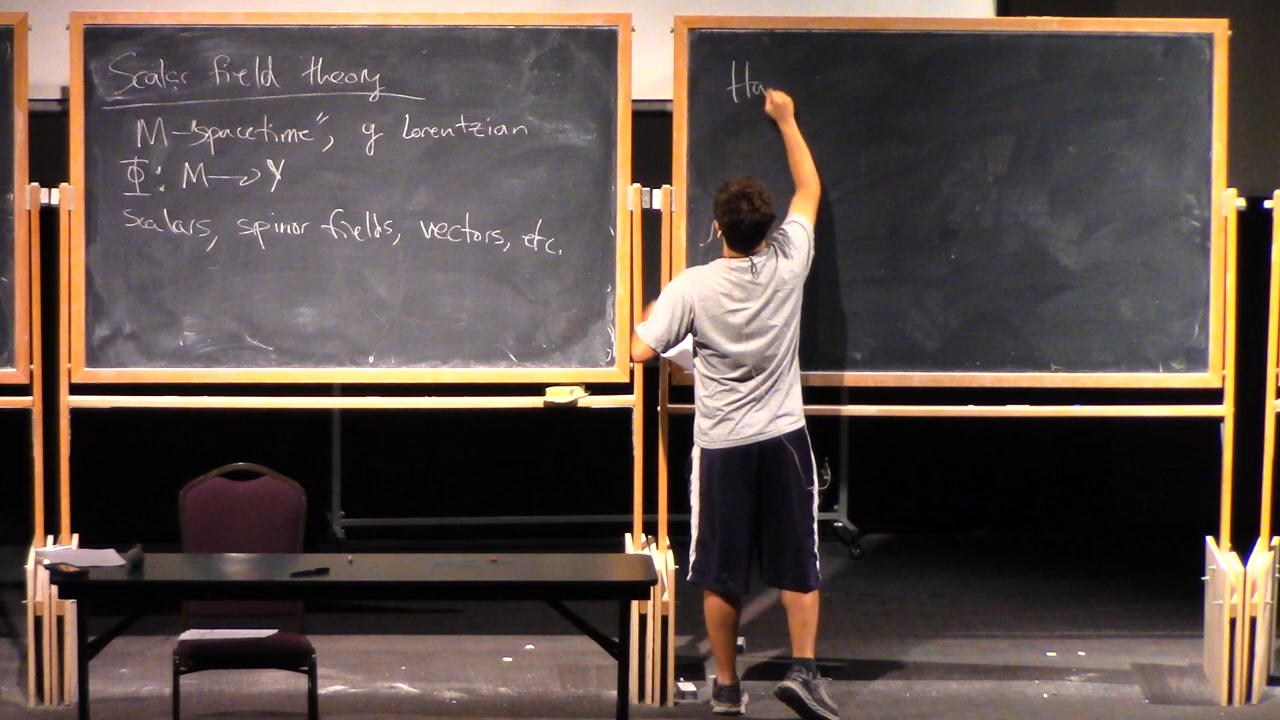 Scalar field theory
M - "spacetime", g Lorentzian
Φ: M → Y
Scalars, spinor fields, vectors, etc.
Ha